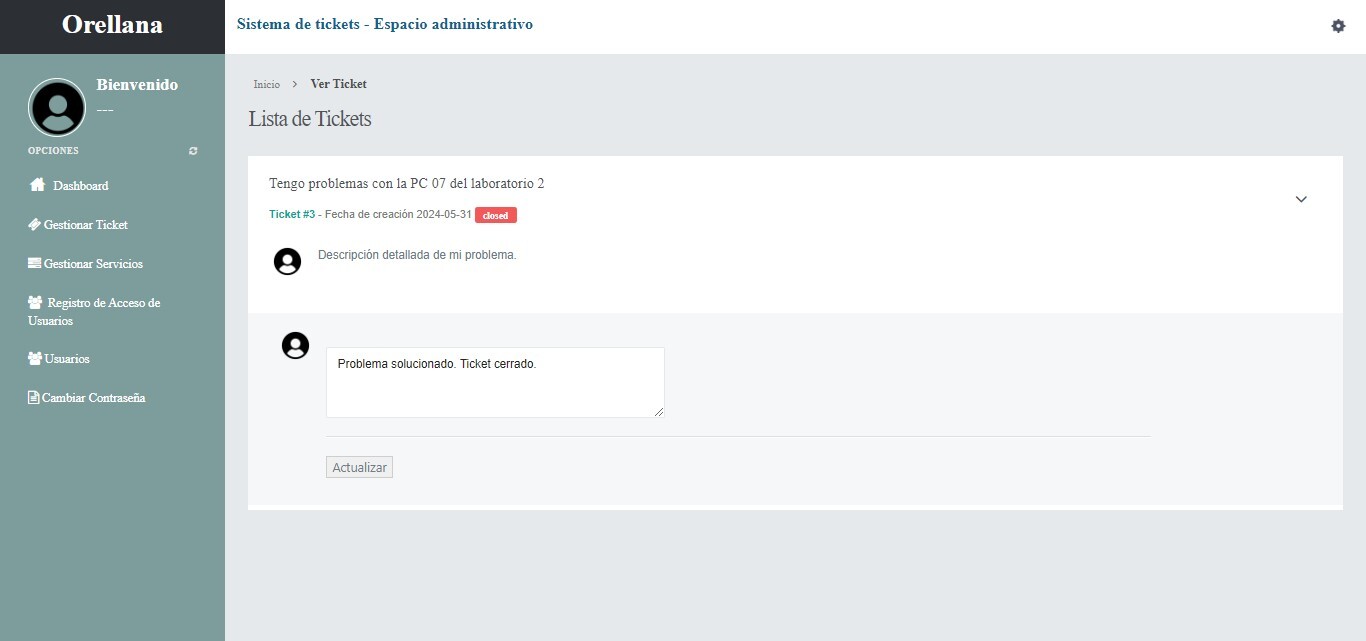 Orellana
Sistema de tickets - Espacio administrativo
Bienvenido
---
OPCIONES
Dashboard
Gestionar Ticket
Gestionar Servicios
Registro de Acceso de
Usuarios
Usuarios
Cambiar Contraseña
Inicio > Ver Ticket
Lista de Tickets
Tengo problemas con la PC 07 del laboratorio 2
Ticket #3 - Fecha de creación 2024-05-31 closed
Descripción detallada de mi problema.
Problema solucionado. Ticket cerrado.
Actualizar